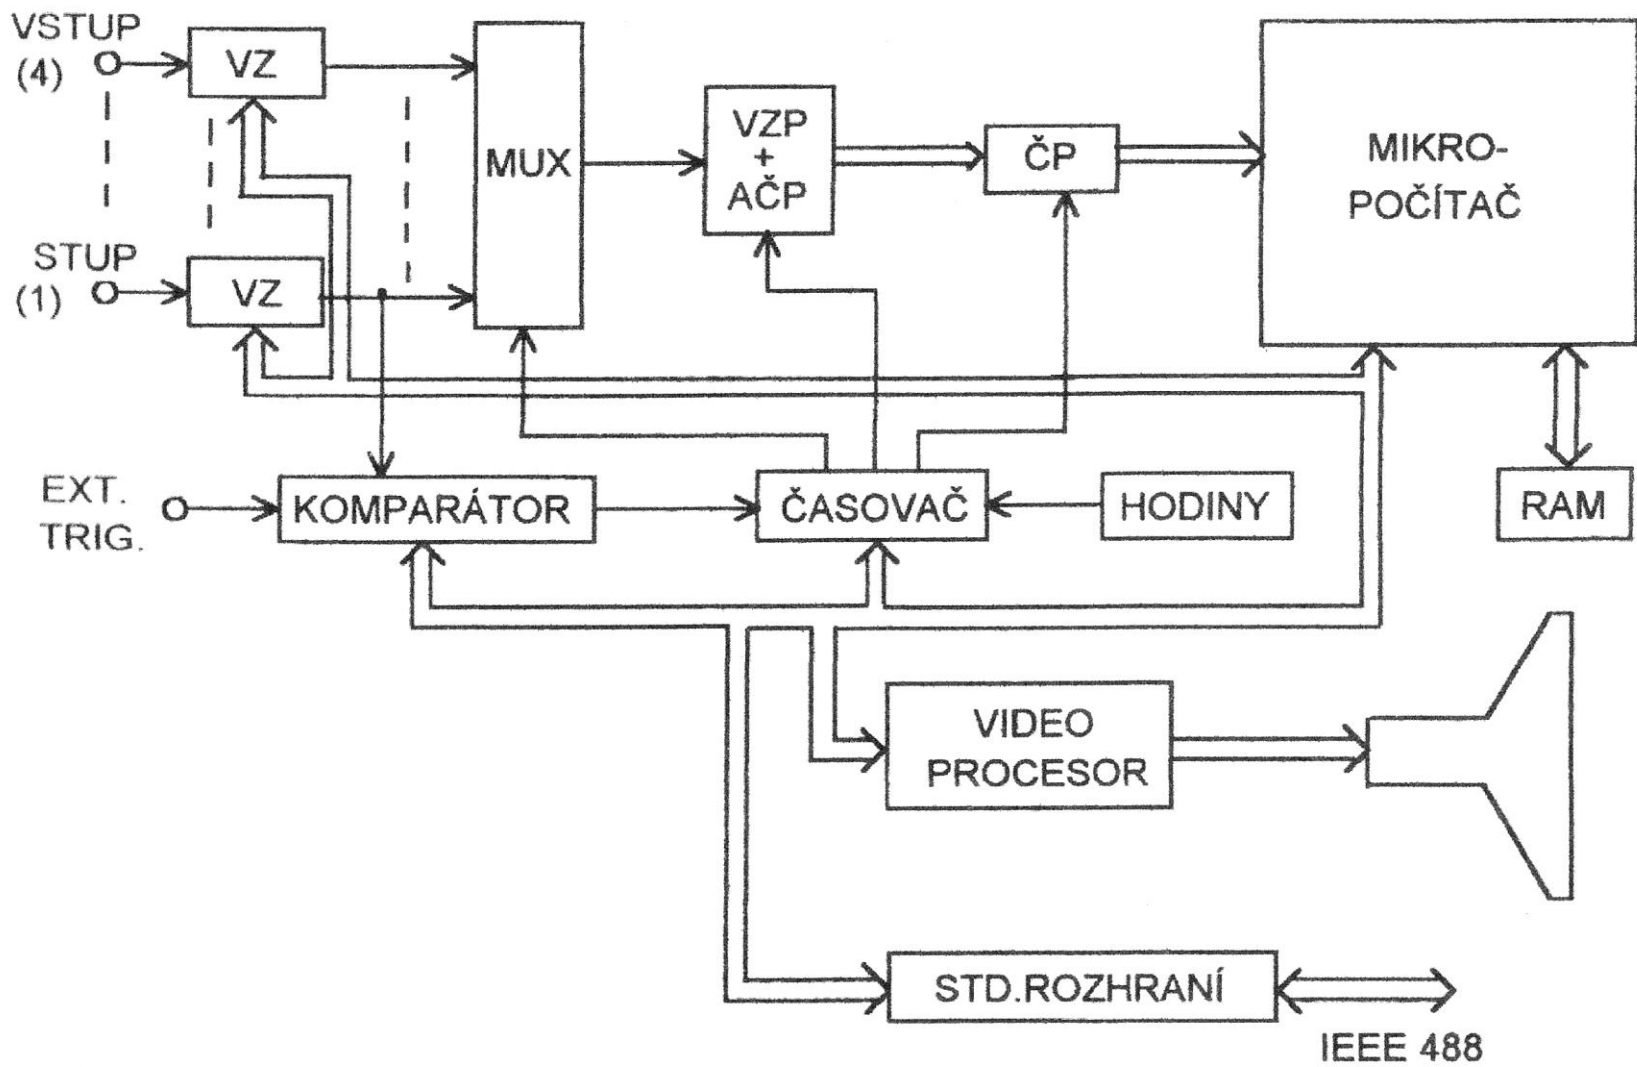 VSTUP
(4)
VZ
MUX
VZP
+
AČP
ČP
MIKRO-
POČÍTAČ
STUP
(1)
VZ
EXT.
TRIG.
KOMPARÁTOR
ČASOVAČ
HODINY
RAM
VIDEO
PROCESOR
STD.ROZHRANÍ
IEEE 488